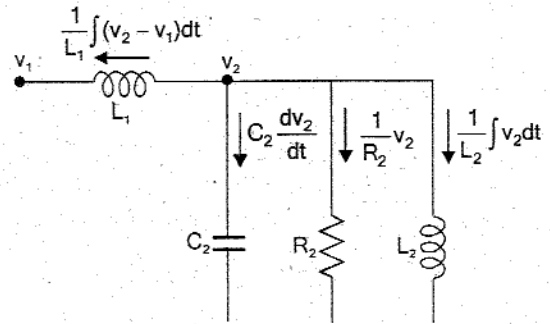 1/L₁ ∫(v₂ − v₁)dt
v₁
v₂
L₁
C₂ dv₂/dt
1/R₂ v₂
1/L₂ ∫v₂dt
C₂
R₂
L₂